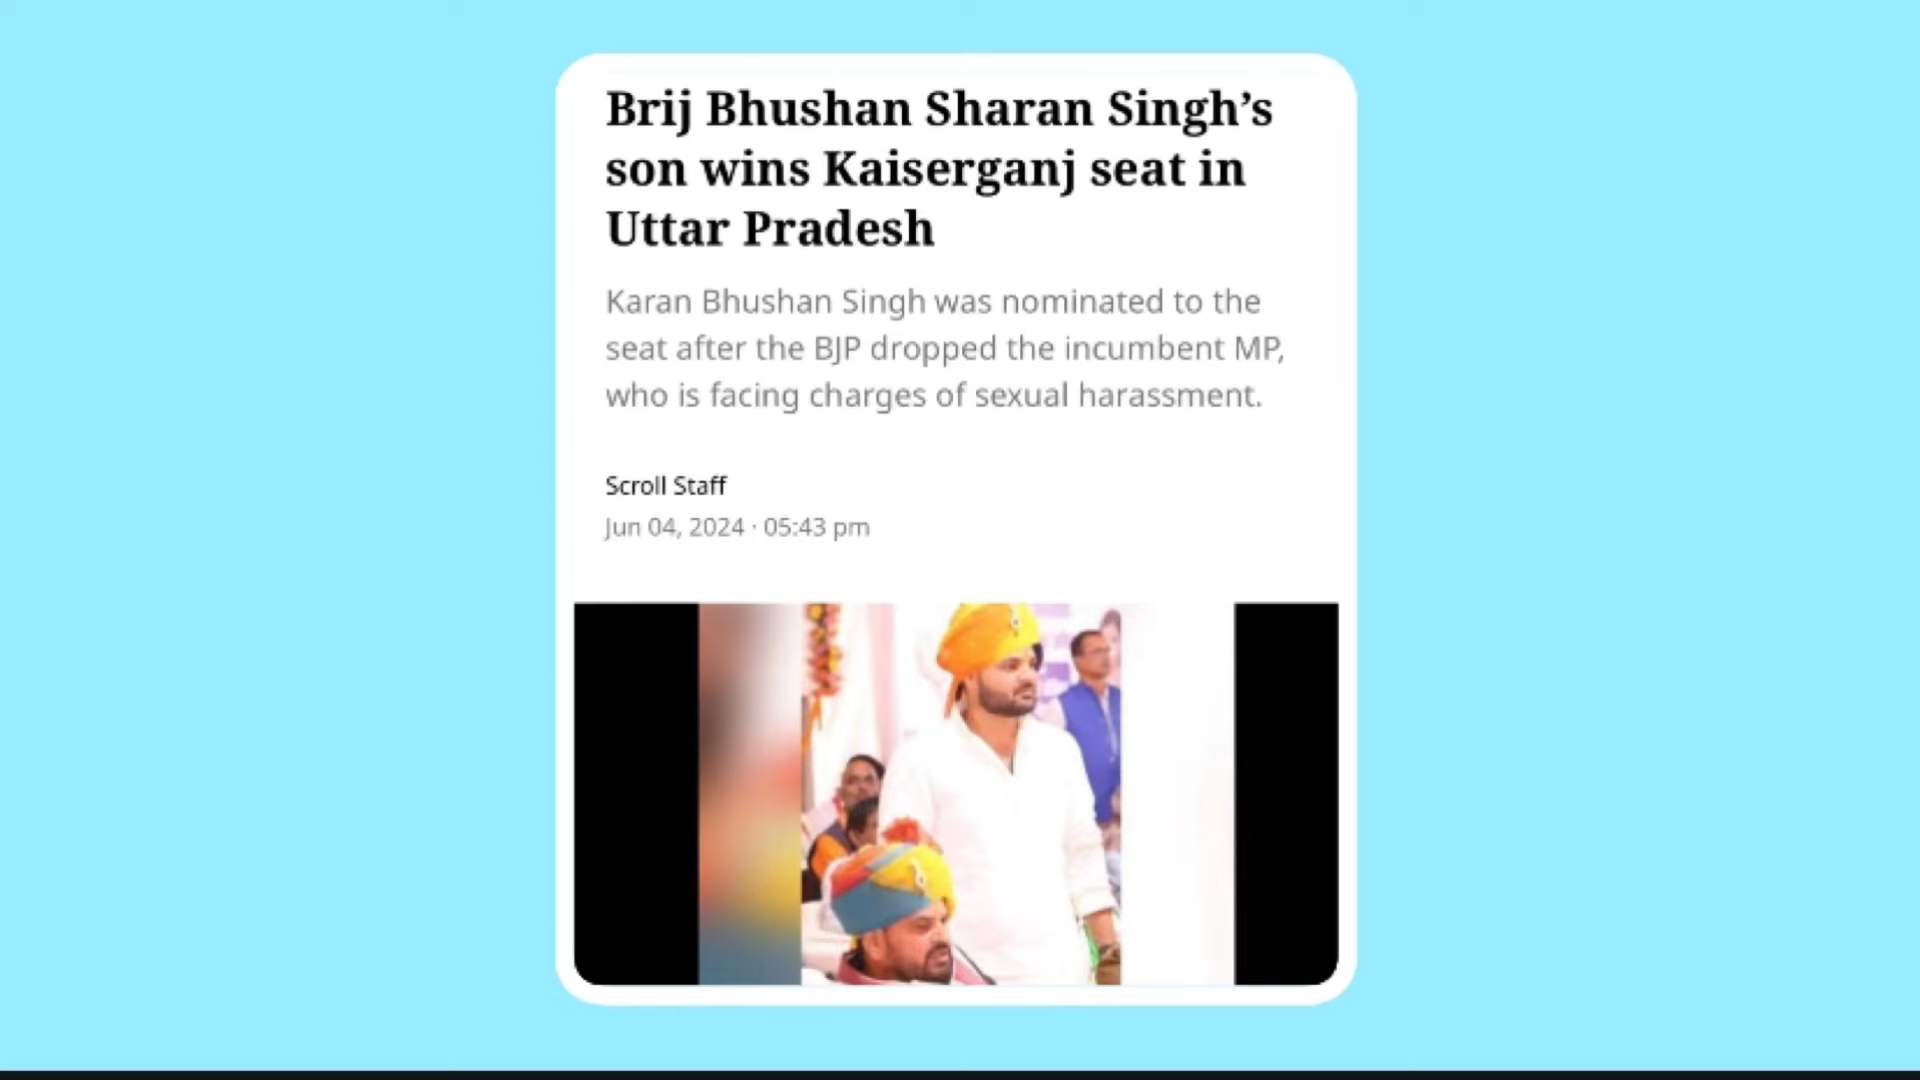 Brij Bhushan Sharan Singh’s
son wins Kaiserganj seat in
Uttar Pradesh
Karan Bhushan Singh was nominated to the
seat after the BJP dropped the incumbent MP,
who is facing charges of sexual harassment.
Scroll Staff
Jun 04, 2024 · 05:43 pm